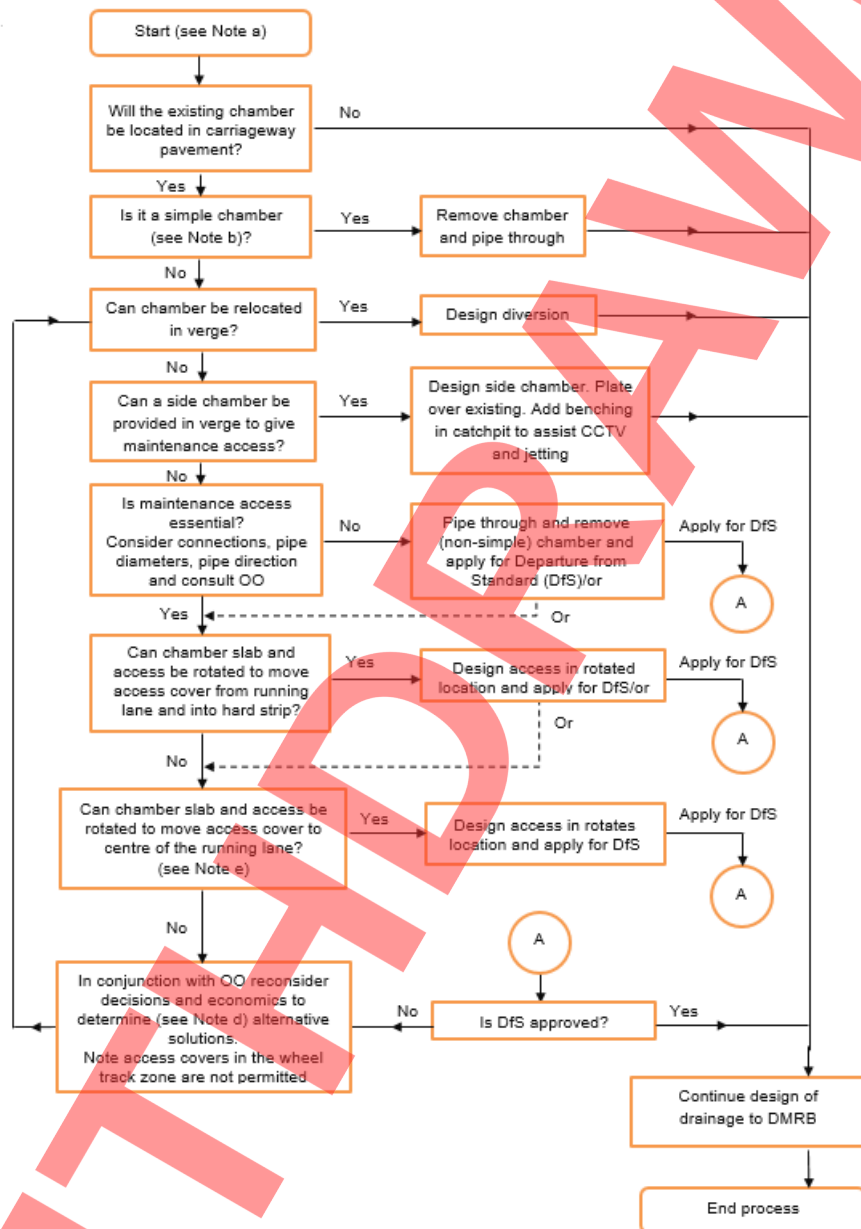 Start (see Note a)
Will the existing chamber
be located in carriageway
pavement?
No
Yes
Is it a simple chamber
(see Note b)?
Yes
Remove chamber
and pipe through
No
Can chamber be relocated
in verge?
Yes
Design diversion
No
Can a side chamber be
provided in verge to give
maintenance access?
Yes
Design side chamber. Plate
over existing. Add benching
in catchpit to assist CCTV
and jetting
No
Is maintenance access
essential?
Consider connections, pipe
diameters, pipe direction
and consult OO
No
Pipe through and remove
(non-simple) chamber and
apply for Departure from
Standard (DfS)/or
Apply for DfS
A
Yes
Or
Can chamber slab and
access be rotated to move
access cover from running
lane and into hard strip?
Yes
Design access in rotated
location and apply for DfS/or
Apply for DfS
A
Or
No
Can chamber slab and access be
rotated to move access cover to
centre of the running lane?
(see Note e)
Yes
Design access in rotates
location and apply for DfS
Apply for DfS
A
No
A
In conjunction with OO reconsider
decisions and economics to
determine (see Note d) alternative
solutions.
Note access covers in the wheel
track zone are not permitted
No
Is DfS approved?
Yes
Continue design of
drainage to DMRB
End process
THDRAW